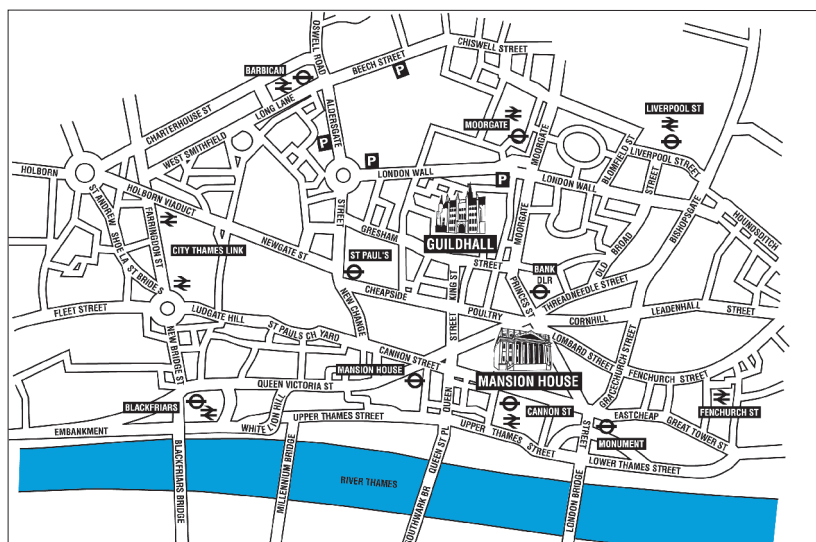 OSWELL ROAD
BEECH STREET
CHISWELL STREET
BARBICAN
P
LONG LANE
ALDERSGATE
STREET
CHARTERHOUSE ST
WEST SMITHFIELD
P
P
MOORGATE
MOORGATE
LIVERPOOL ST
BLOMFIELD ST
LIVERPOOL STREET
HOLBORN
HOLBORN VIADUCT
LONDON WALL
P
LONDON WALL
STREET
ST ANDREW
SHOE LA
ST BRIDE S
FARRINGDON ST
CITY THAMES LINK
NEWGATE ST
GRESHAM
STREET
GUILDHALL
MOORGATE
OLD
BROAD
BISHOPSGATE
HOUNDSDITCH
ST PAUL'S
BANK
DLR
THREADNEEDLE STREET
KING ST
STREET
PRINCES ST
CHEAPSIDE
POULTRY
CORNHILL
LEADENHALL
STREET
FLEET STREET
LUDGATE HILL
ST PAULS CH YARD
NEW CHANGE
CANNON STREET
NEW BRIDGE ST
LOMBARD STREET
GRACECHURCH STREET
FENCHURCH STREET
MANSION HOUSE
MANSION HOUSE
QUEEN VICTORIA ST
QUEEN
BLACKFRIARS
CANNON ST
EASTCHEAP
GREAT TOWER ST
FENCHURCH ST
MONUMENT
EMBANKMENT
WHITE LION HILL
UPPER THAMES STREET
UPPER THAMES STREET
STREET
LOWER THAMES STREET
RIVER THAMES
BLACKFRIARS
BRIDGE
MILLENNIUM BRIDGE
QUEEN ST PL
SOUTHWARK BR
LONDON BRIDGE